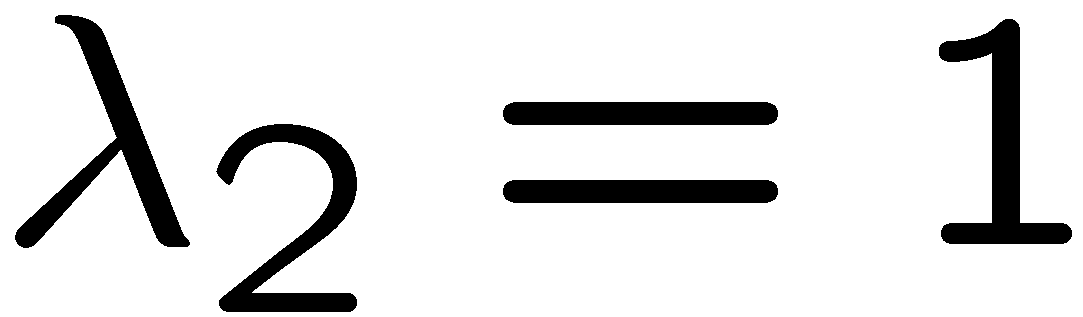 λ₂ = 1